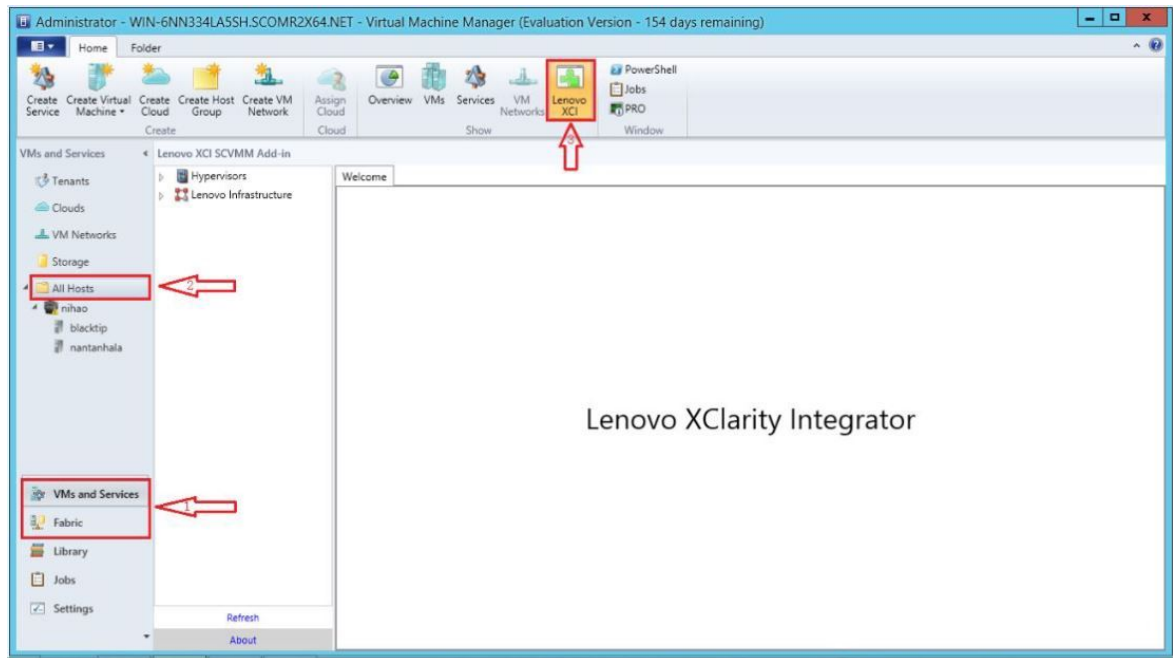 Administrator - WIN-6NN334LA5SH.SCOMR2X64.NET - Virtual Machine Manager (Evaluation Version - 154 days remaining)
Home Folder
Create Service
Create Virtual Machine
Create Cloud
Create Host Group
Create VM Network
Assign Cloud
Overview
VMs
Services
VM Networks
Lenovo XCI
PowerShell
Jobs
PRO
Create
Cloud
Show
Window
3
VMs and Services
Tenants
Clouds
VM Networks
Storage
All Hosts
nihao
blacktip
nantanhala
2
VMs and Services
Fabric
Library
Jobs
Settings
1
Lenovo XCI SCVMM Add-in
Hypervisors
Lenovo Infrastructure
Refresh
About
Welcome
Lenovo XClarity Integrator